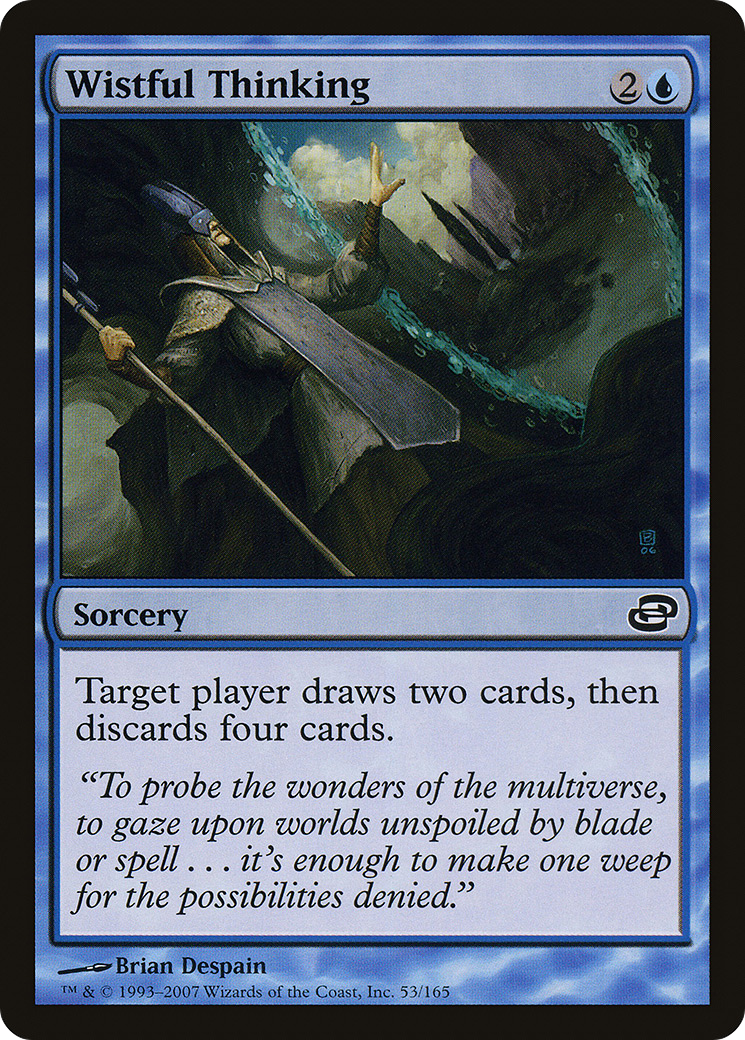 Wistful Thinking
2
B
06
Sorcery
Target player draws two cards, then
discards four cards.
“To probe the wonders of the multiverse,
to gaze upon worlds unspoiled by blade
or spell . . . it’s enough to make one weep
for the possibilities denied.”
Brian Despain
™ & © 1993–2007 Wizards of the Coast, Inc. 53/165